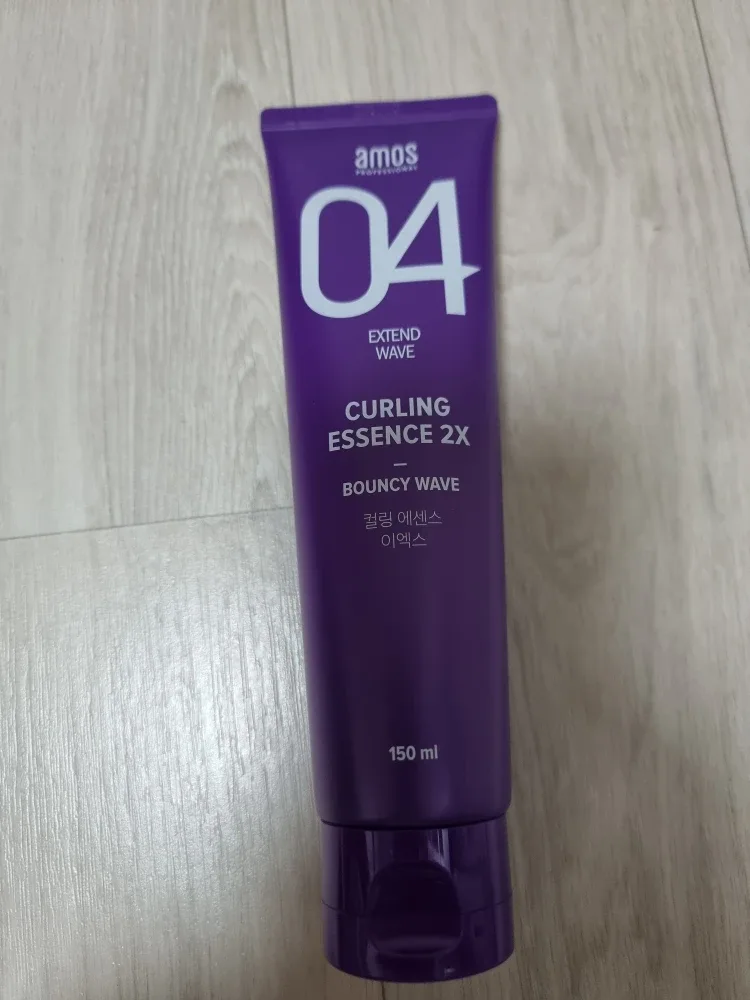 amos
PROFESSIONAL
04
EXTEND
WAVE
CURLING
ESSENCE 2X
BOUNCY WAVE
컬링 에센스
이엑스
150 ml